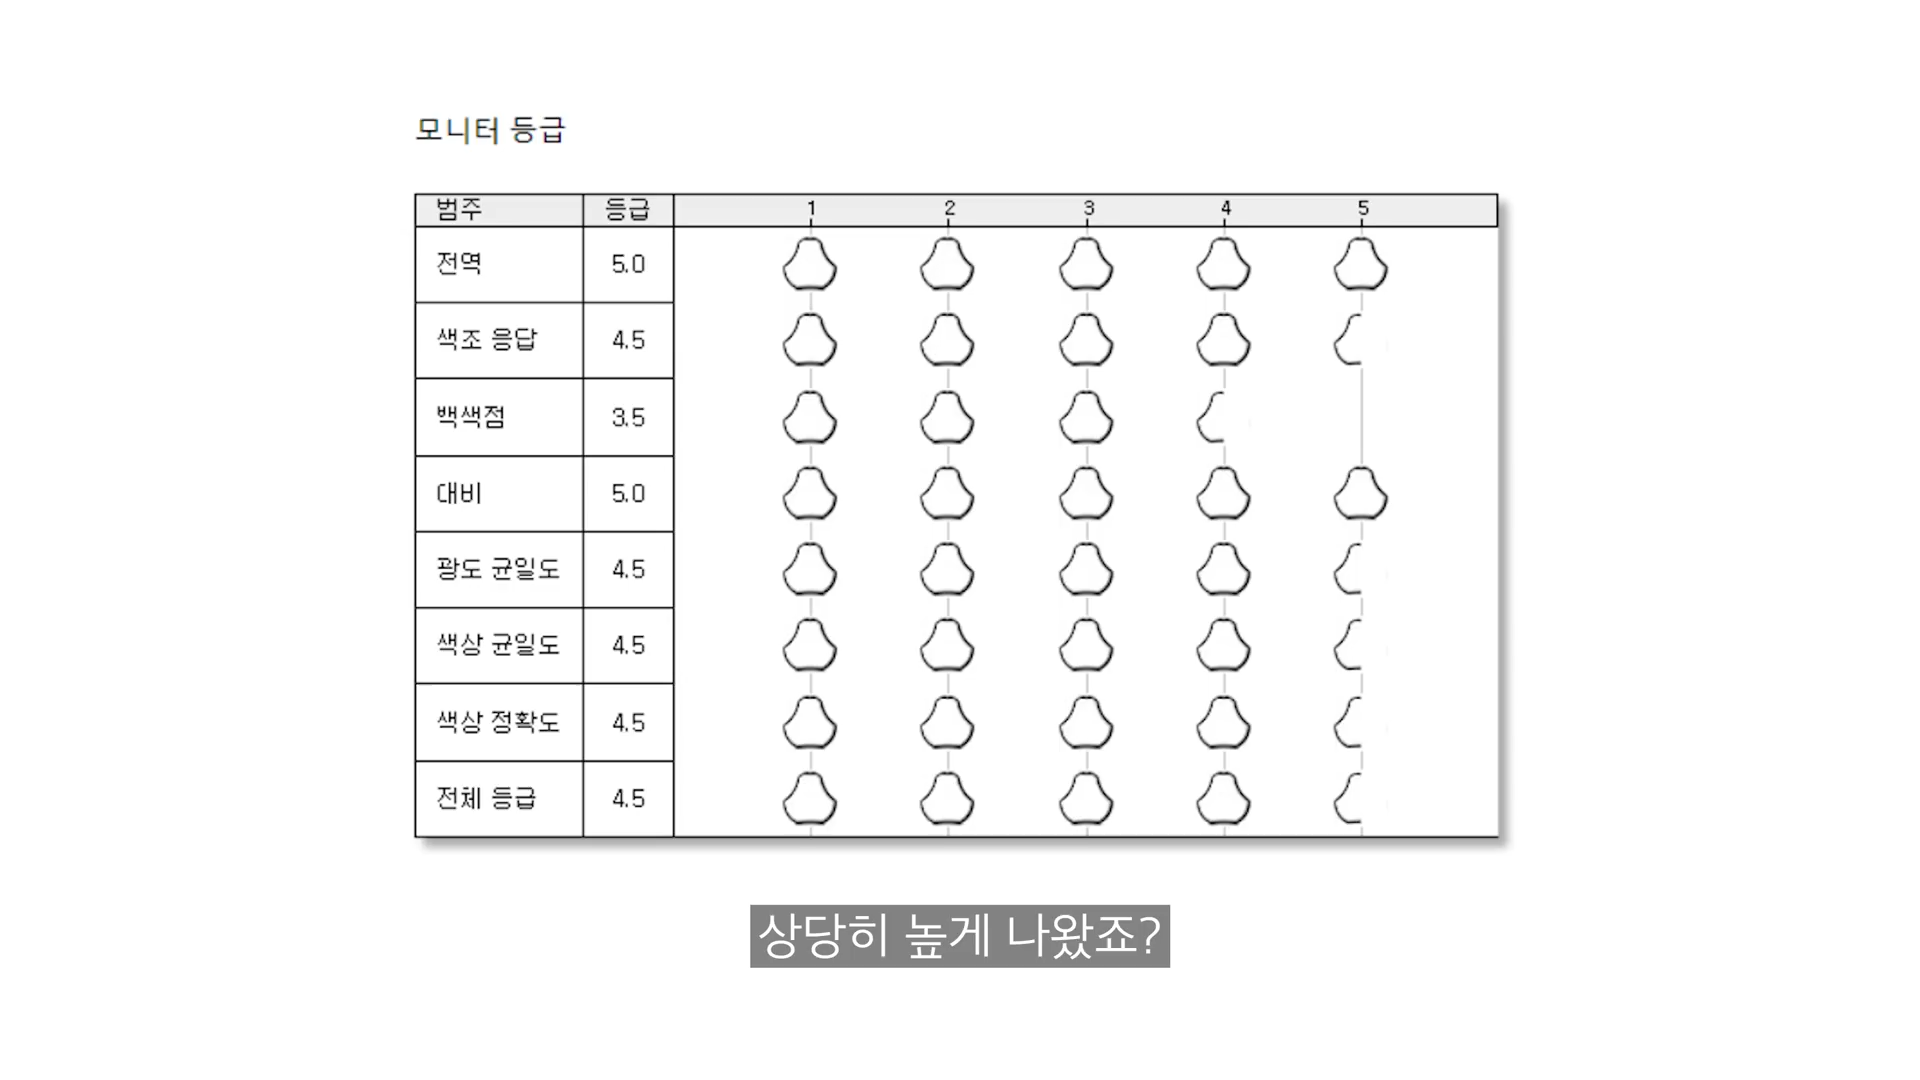 모니터 등급
범주 등급 1 2 3 4 5
전역 5.0
색조 응답 4.5
백색점 3.5
대비 5.0
광도 균일도 4.5
색상 균일도 4.5
색상 정확도 4.5
전체 등급 4.5
상당히 높게 나왔죠?